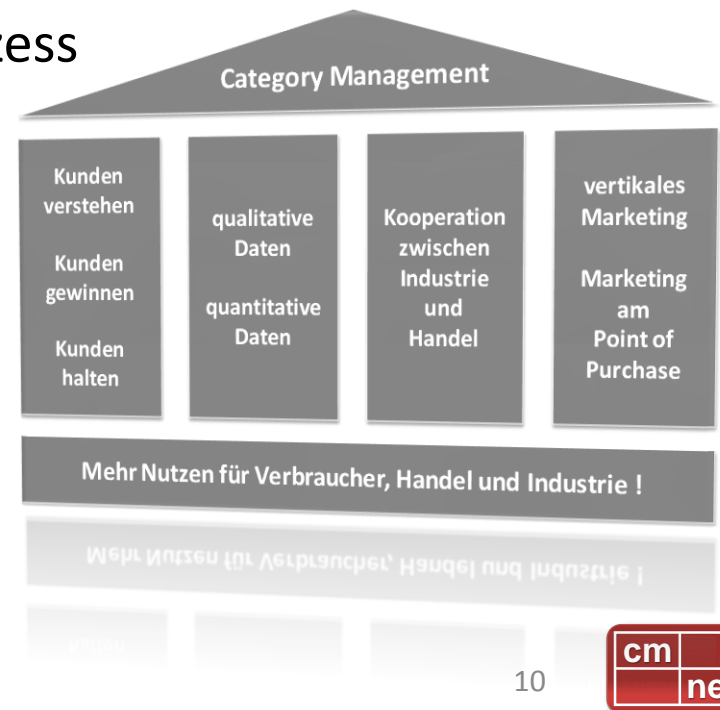 zess
Category Management
Kunden
verstehen
Kunden
gewinnen
Kunden
halten
qualitative
Daten
quantitative
Daten
Kooperation
zwischen
Industrie
und
Handel
vertikales
Marketing
Marketing
am
Point of
Purchase
Mehr Nutzen für Verbraucher, Handel und Industrie !
10
cm
ne